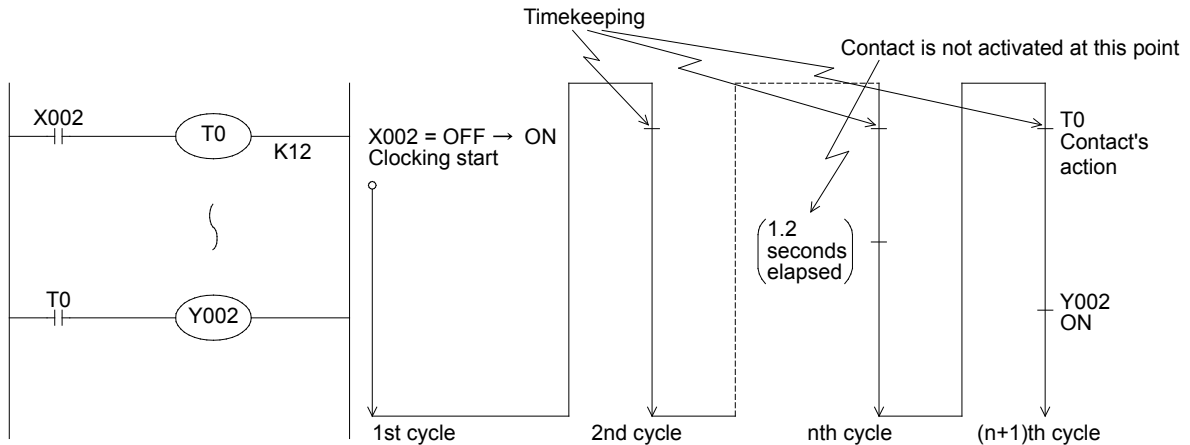 Timekeeping
Contact is not activated at this point
X002
T0
K12
X002 = OFF → ON
Clocking start
T0
Contact's
action
1.2
seconds
elapsed
T0
Y002
Y002
ON
1st cycle
2nd cycle
nth cycle
(n+1)th cycle